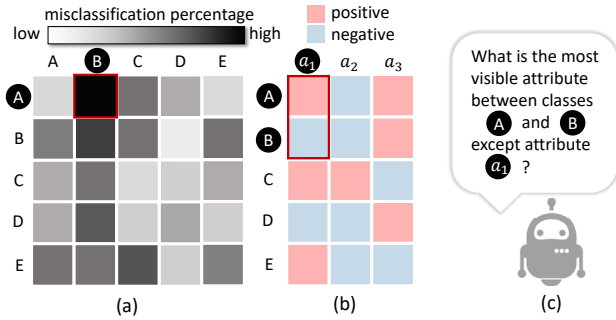 misclassification percentage
low high
A B C D E
A
B
C
D
E
(a)
positive
negative
a₁ a₂ a₃
A
B
C
D
E
(b)
What is the most
visible attribute
between classes
A and B
except attribute
a₁ ?
(c)